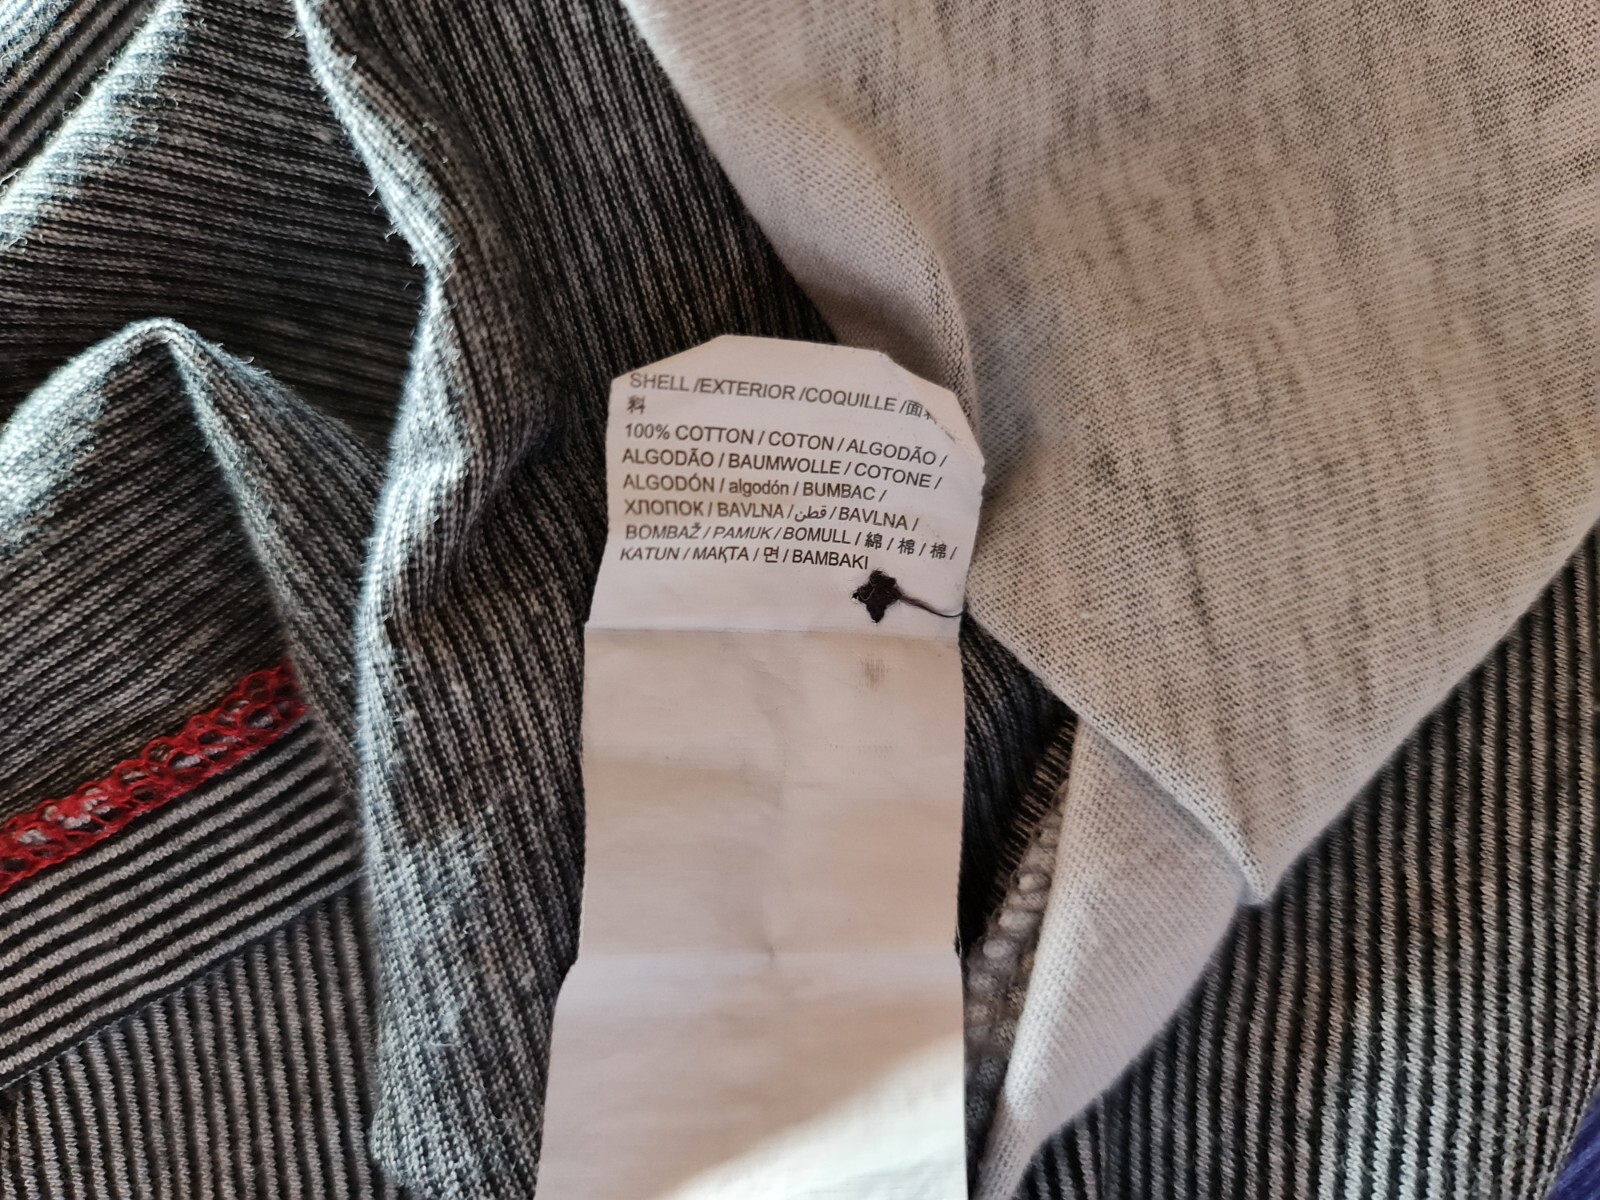 SHELL /EXTERIOR /COQUILLE /面料
料
100% COTTON / COTON / ALGODÃO /
ALGODÃO / BAUMWOLLE / COTONE /
ALGODÓN / algodón / BUMBAC /
ХЛОПОК / BAVLNA / قطن / BAVLNA /
BOMBAŽ / PAMUK / BOMULL / 綿 / 棉 / 棉 /
KATUN / МАҚТА / 면 / BAMBAKI